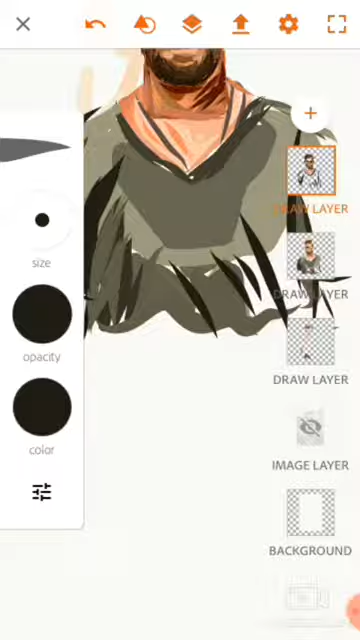 DRAW LAYER
size
DRAW LAYER
opacity
DRAW LAYER
color
IMAGE LAYER
BACKGROUND